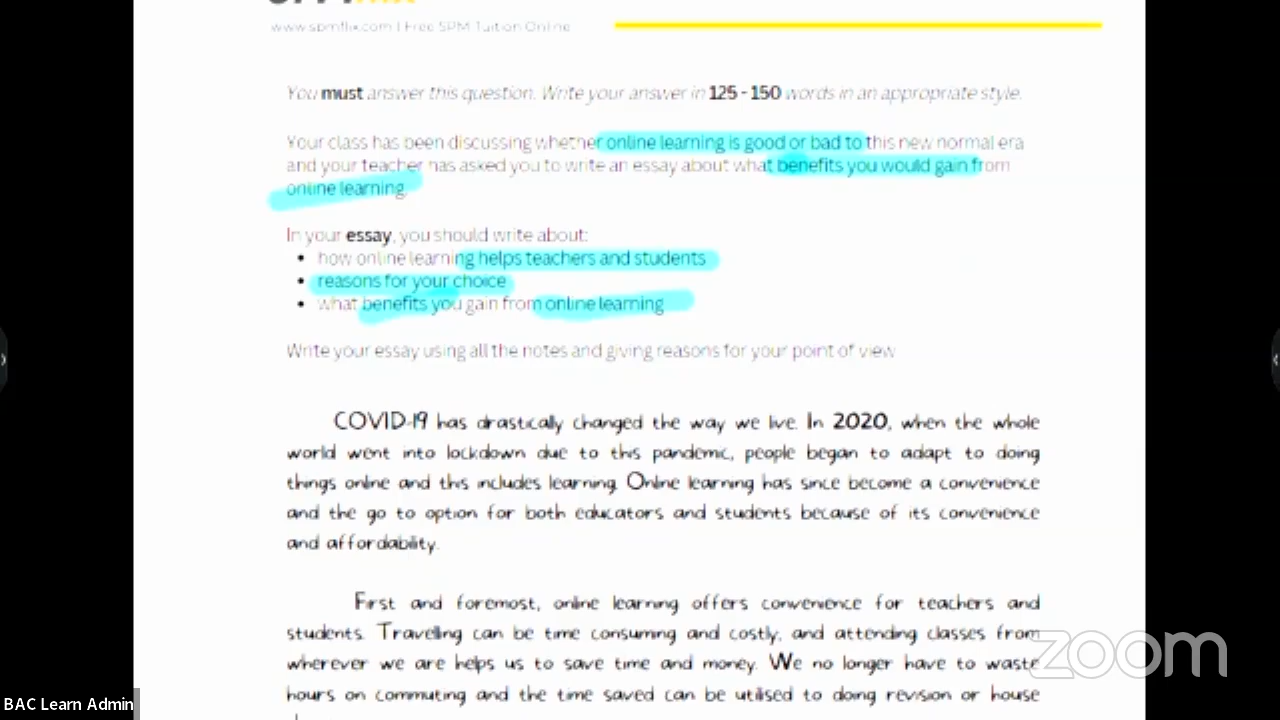 www.spmflix.com | Free SPM Tuition Online
You must answer this question. Write your answer in 125 - 150 words in an appropriate style.
Your class has been discussing whether online learning is good or bad to this new normal era
and your teacher has asked you to write an essay about what benefits you would gain from
online learning.
In your essay, you should write about:
• how online learning helps teachers and students
• reasons for your choice
• what benefits you gain from online learning
Write your essay using all the notes and giving reasons for your point of view
COVID-19 has drastically changed the way we live. In 2020, when the whole
world went into lockdown due to this pandemic, people began to adapt to doing
things online and this includes learning. Online learning has since become a convenience
and the go to option for both educators and students because of its convenience
and affordability.
First and foremost, online learning offers convenience for teachers and
students. Travelling can be time consuming and costly, and attending classes from
wherever we are helps us to save time and money. We no longer have to waste
hours on commuting and the time saved can be utilised to doing revision or house
zoom
BAC Learn Admin